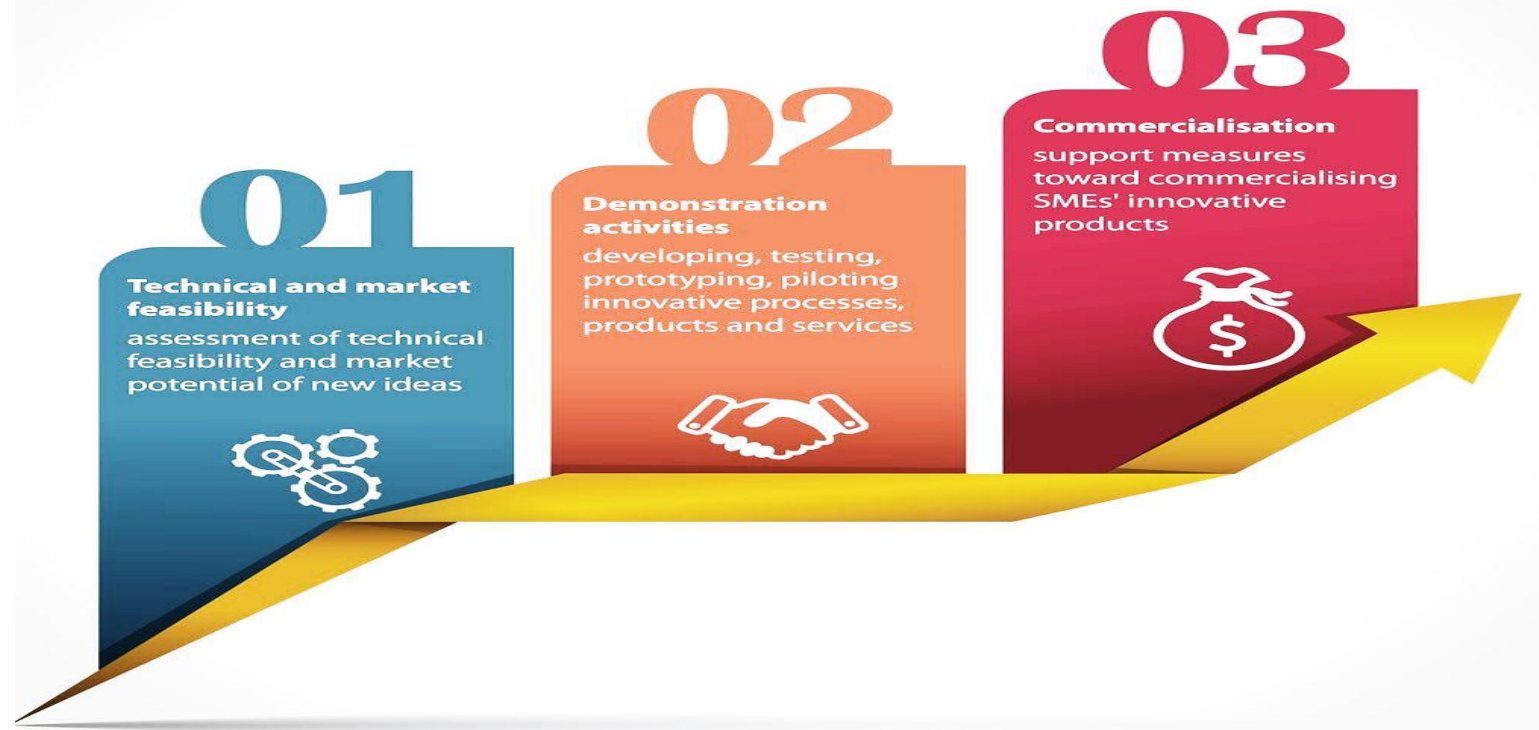 01
Technical and market
feasibility
assessment of technical
feasibility and market
potential of new ideas
02
Demonstration
activities
developing, testing,
prototyping, piloting
innovative processes,
products and services
03
Commercialisation
support measures
toward commercialising
SMEs' innovative
products
$